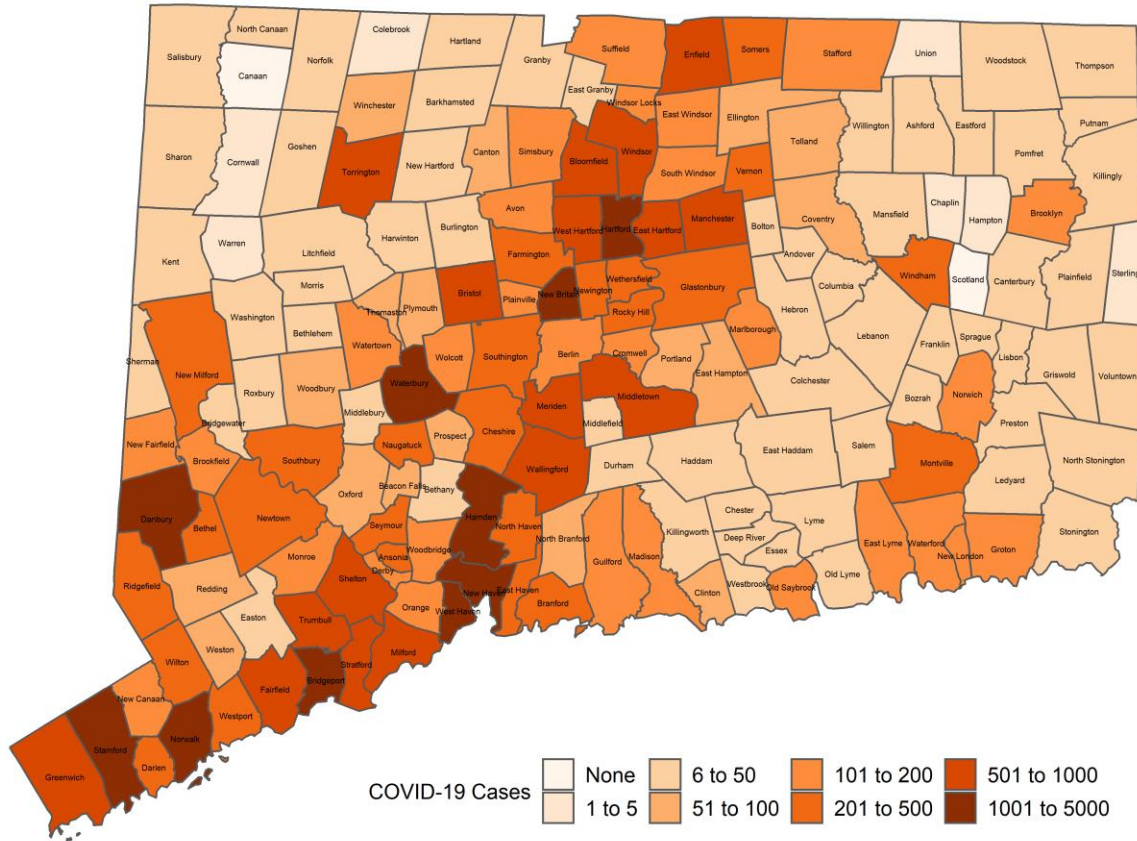 North Canaan
Colebrook
Hartland
Suffield
Enfield
Somers
Stafford
Union
Woodstock
Thompson
Salisbury
Canaan
Norfolk
Granby
East Granby
Winchester
Barkhamsted
Windsor Locks
East Windsor
Ellington
Willington
Ashford
Eastford
Putnam
Sharon
Cornwall
Goshen
Torrington
New Hartford
Canton
Simsbury
Bloomfield
Windsor
South Windsor
Vernon
Tolland
Pomfret
Killingly
Kent
Warren
Litchfield
Harwinton
Burlington
Avon
West Hartford
Hartford
East Hartford
Manchester
Bolton
Coventry
Mansfield
Chaplin
Hampton
Brooklyn
Farmington
Andover
Morris
Bristol
Plainville
New Britain
Newington
Wethersfield
Glastonbury
Columbia
Windham
Scotland
Canterbury
Plainfield
Sterling
Washington
Bethlehem
Thomaston
Plymouth
Rocky Hill
Hebron
Marlborough
Lebanon
Sherman
New Milford
Watertown
Wolcott
Southington
Berlin
Cromwell
Portland
East Hampton
Franklin
Sprague
Lisbon
Griswold
Voluntown
Roxbury
Woodbury
Waterbury
Colchester
Bridgewater
Middlebury
Meriden
Middletown
Middlefield
Bozrah
Norwich
Preston
New Fairfield
Brookfield
Southbury
Naugatuck
Prospect
Cheshire
Wallingford
Durham
Haddam
East Haddam
Salem
Montville
North Stonington
Ledyard
Danbury
Bethel
Newtown
Oxford
Beacon Falls
Bethany
Hamden
North Haven
Chester
Lyme
Seymour
Woodbridge
North Branford
Guilford
Madison
Killingworth
Deep River
Essex
East Lyme
Waterford
New London
Groton
Stonington
Ridgefield
Redding
Monroe
Ansonia
Derby
Shelton
Orange
West Haven
New Haven
East Haven
Branford
Clinton
Westbrook
Old Saybrook
Old Lyme
Easton
Trumbull
Wilton
Weston
Fairfield
Bridgeport
Stratford
Milford
New Canaan
Westport
Stamford
Norwalk
Darien
Greenwich
COVID-19 Cases
None
6 to 50
101 to 200
501 to 1000
1 to 5
51 to 100
201 to 500
1001 to 5000